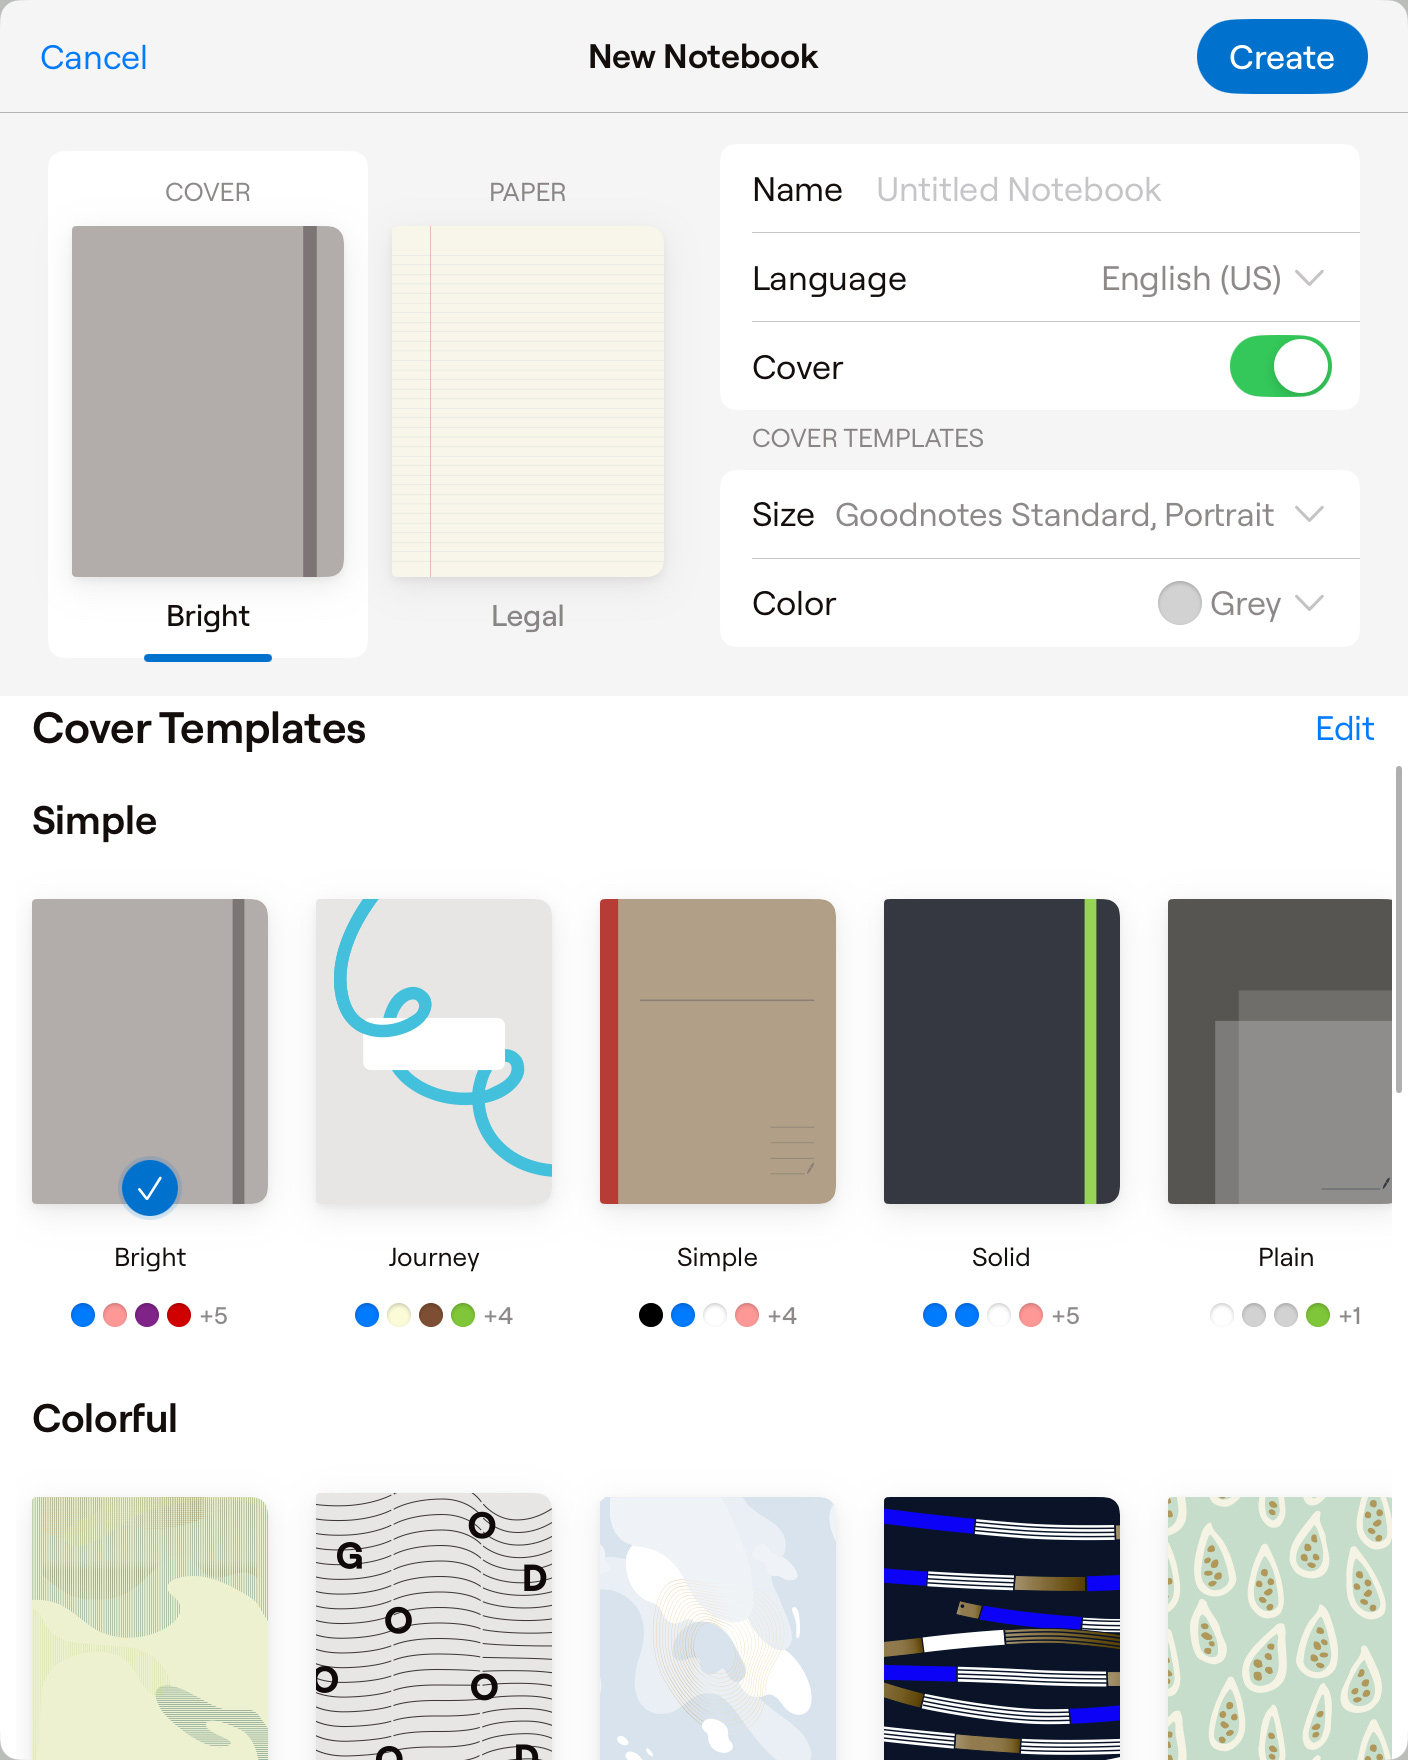 Cancel
New Notebook
Create
COVER
PAPER
Bright
Legal
Name Untitled Notebook
Language English (US)
Cover
COVER TEMPLATES
Size Goodnotes Standard, Portrait
Color Grey
Cover Templates
Edit
Simple
Bright
Journey
Simple
Solid
Plain
+5
+4
+4
+5
+1
Colorful
G
O
D
O
O
O
O
D